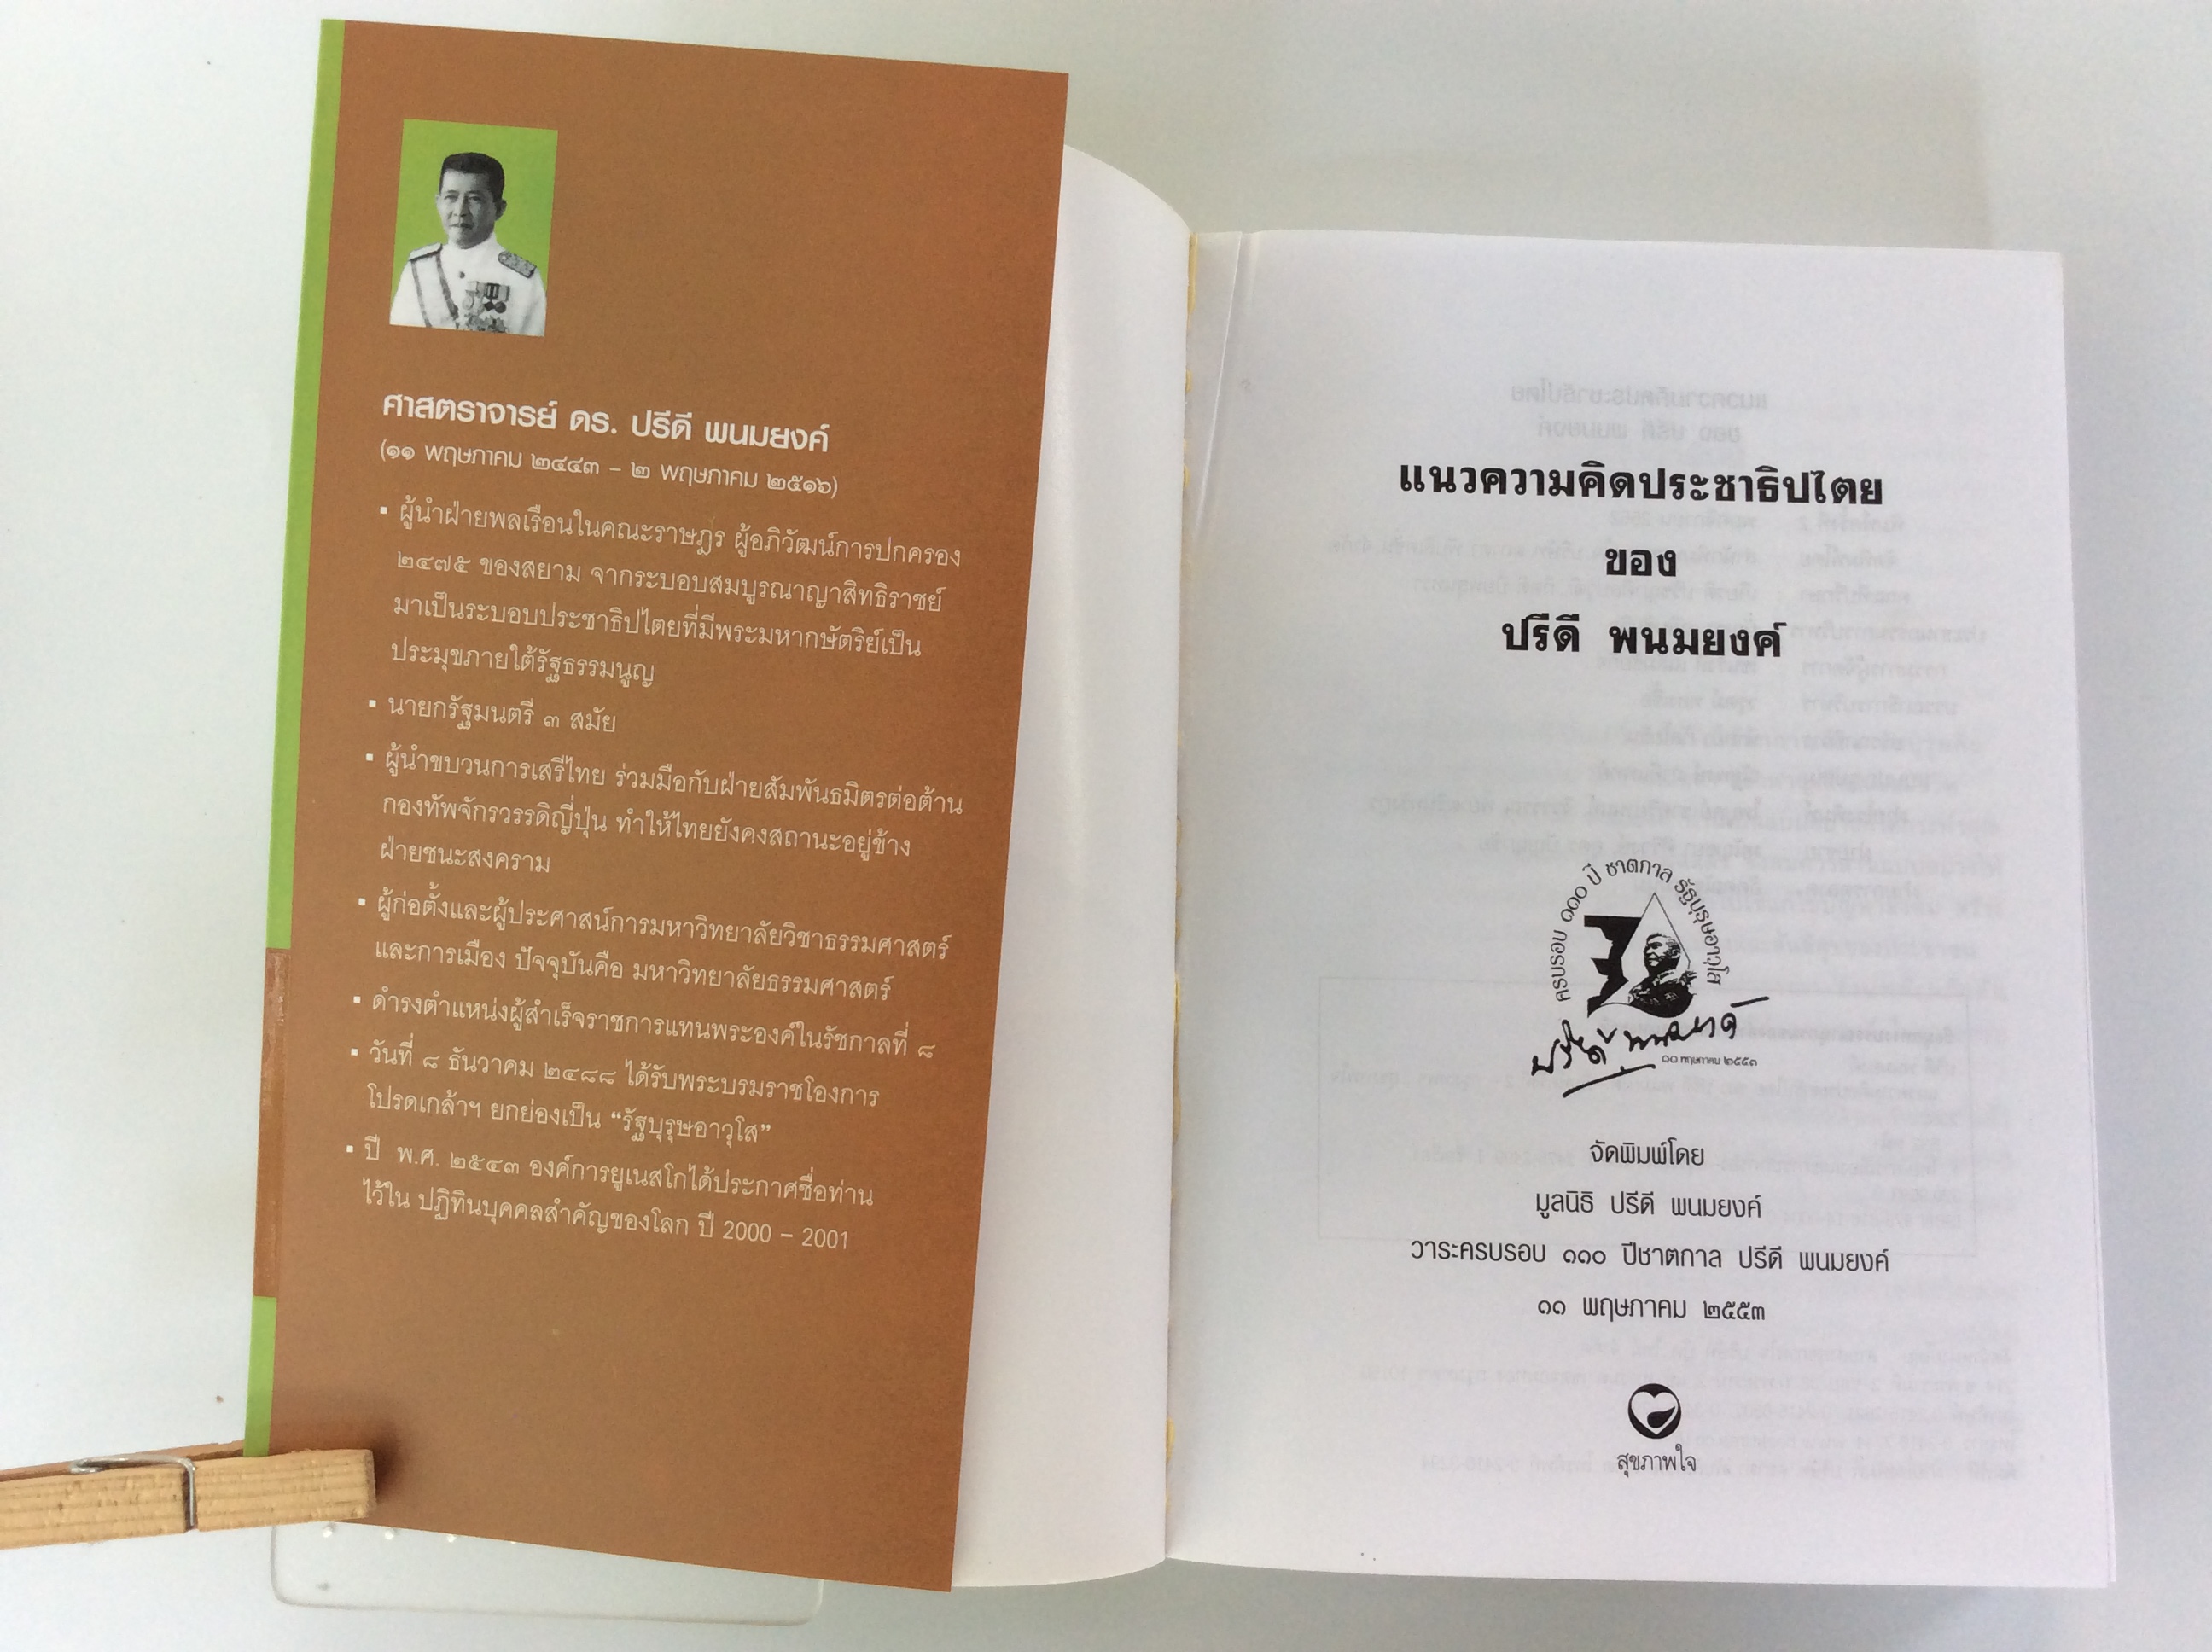 ศาสตราจารย์ ดร. ปรีดี พนมยงค์
(๑๑ พฤษภาคม ๒๔๔๓ – ๒ พฤษภาคม ๒๕๑๖)
▪ ผู้นำฝ่ายพลเรือนในคณะราษฎร ผู้อภิวัฒน์การปกครอง
๒๔๗๕ ของสยาม จากระบอบสมบูรณาญาสิทธิราชย์
มาเป็นระบอบประชาธิปไตยที่มีพระมหากษัตริย์เป็น
ประมุขภายใต้รัฐธรรมนูญ
▪ นายกรัฐมนตรี ๓ สมัย
▪ ผู้นำขบวนการเสรีไทย ร่วมมือกับฝ่ายสัมพันธมิตรต่อต้าน
กองทัพจักรวรรดิญี่ปุ่น ทำให้ไทยยังคงสถานะอยู่ข้าง
ฝ่ายชนะสงคราม
▪ ผู้ก่อตั้งและผู้ประศาสน์การมหาวิทยาลัยวิชาธรรมศาสตร์
และการเมือง ปัจจุบันคือ มหาวิทยาลัยธรรมศาสตร์
▪ ดำรงตำแหน่งผู้สำเร็จราชการแทนพระองค์ในรัชกาลที่ ๘
▪ วันที่ ๘ ธันวาคม ๒๔๘๘ ได้รับพระบรมราชโองการ
โปรดเกล้าฯ ยกย่องเป็น “รัฐบุรุษอาวุโส”
▪ ปี พ.ศ. ๒๕๔๓ องค์การยูเนสโกได้ประกาศชื่อท่าน
ไว้ใน ปฏิทินบุคคลสำคัญของโลก ปี 2000 – 2001
แนวความคิดประชาธิปไตย
ของ
ปรีดี พนมยงค์
ครบรอบ ๑๑๐ ปี ชาตกาล รัฐบุรุษอาวุโส
ปรีดี พนมยงค์
๑๑ พฤษภาคม ๒๕๕๓
จัดพิมพ์โดย
มูลนิธิ ปรีดี พนมยงค์
วาระครบรอบ ๑๑๐ ปีชาตกาล ปรีดี พนมยงค์
๑๑ พฤษภาคม ๒๕๕๓
สุขภาพใจ